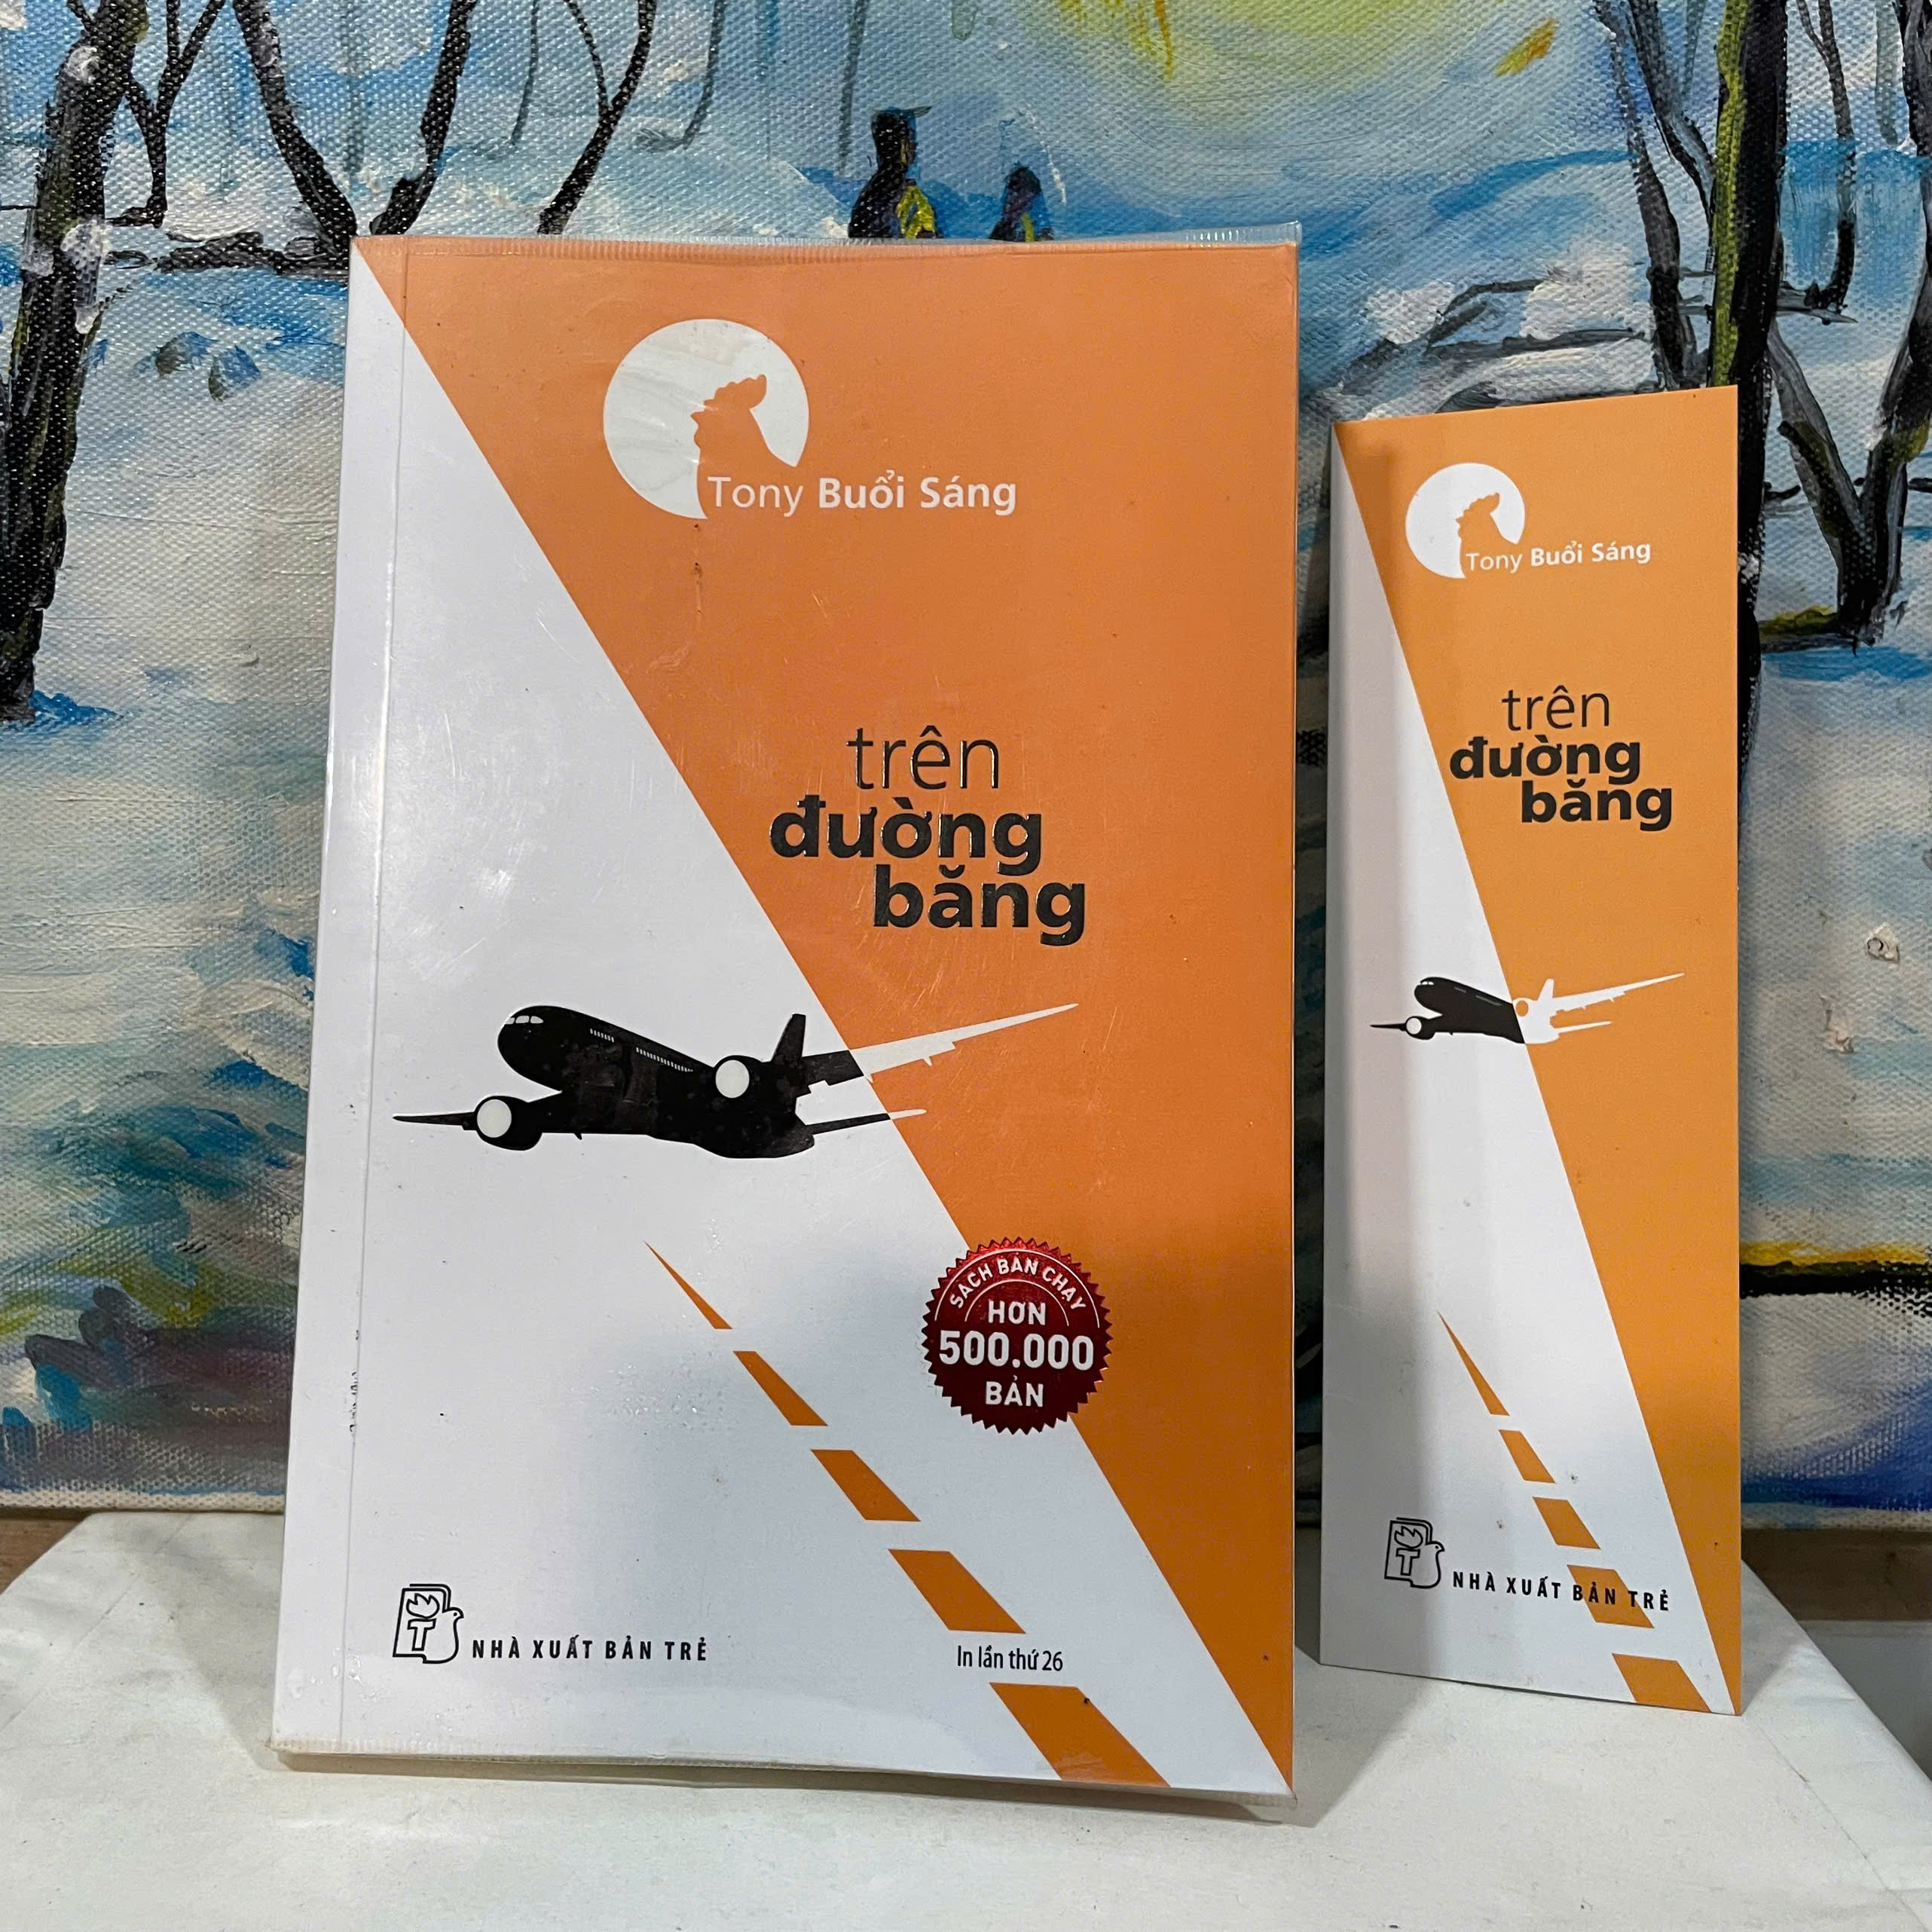 Tony Buổi Sáng
trên
đường
băng
SÁCH BÁN CHẠY
HƠN
500.000
BẢN
T
NHÀ XUẤT BẢN TRẺ
In lần thứ 26
Tony Buổi Sáng
trên
đường
băng
T
NHÀ XUẤT BẢN TRẺ